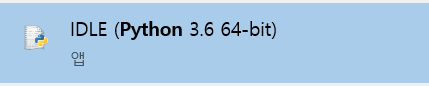 IDLE (Python 3.6 64-bit)
앱